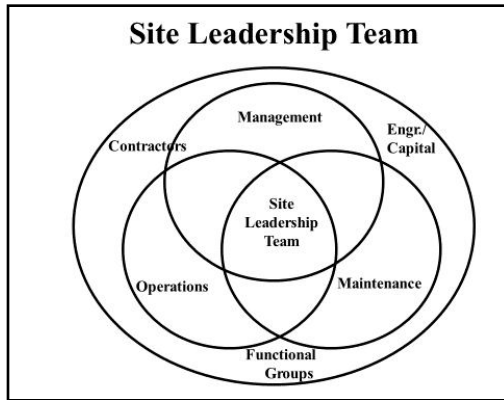 Site Leadership Team
Management
Engr./
Capital
Contractors
Site
Leadership
Team
Operations
Maintenance
Functional
Groups